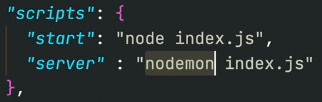 "scripts": {
"start": "node index.js",
"server" : "nodemon index.js"
},